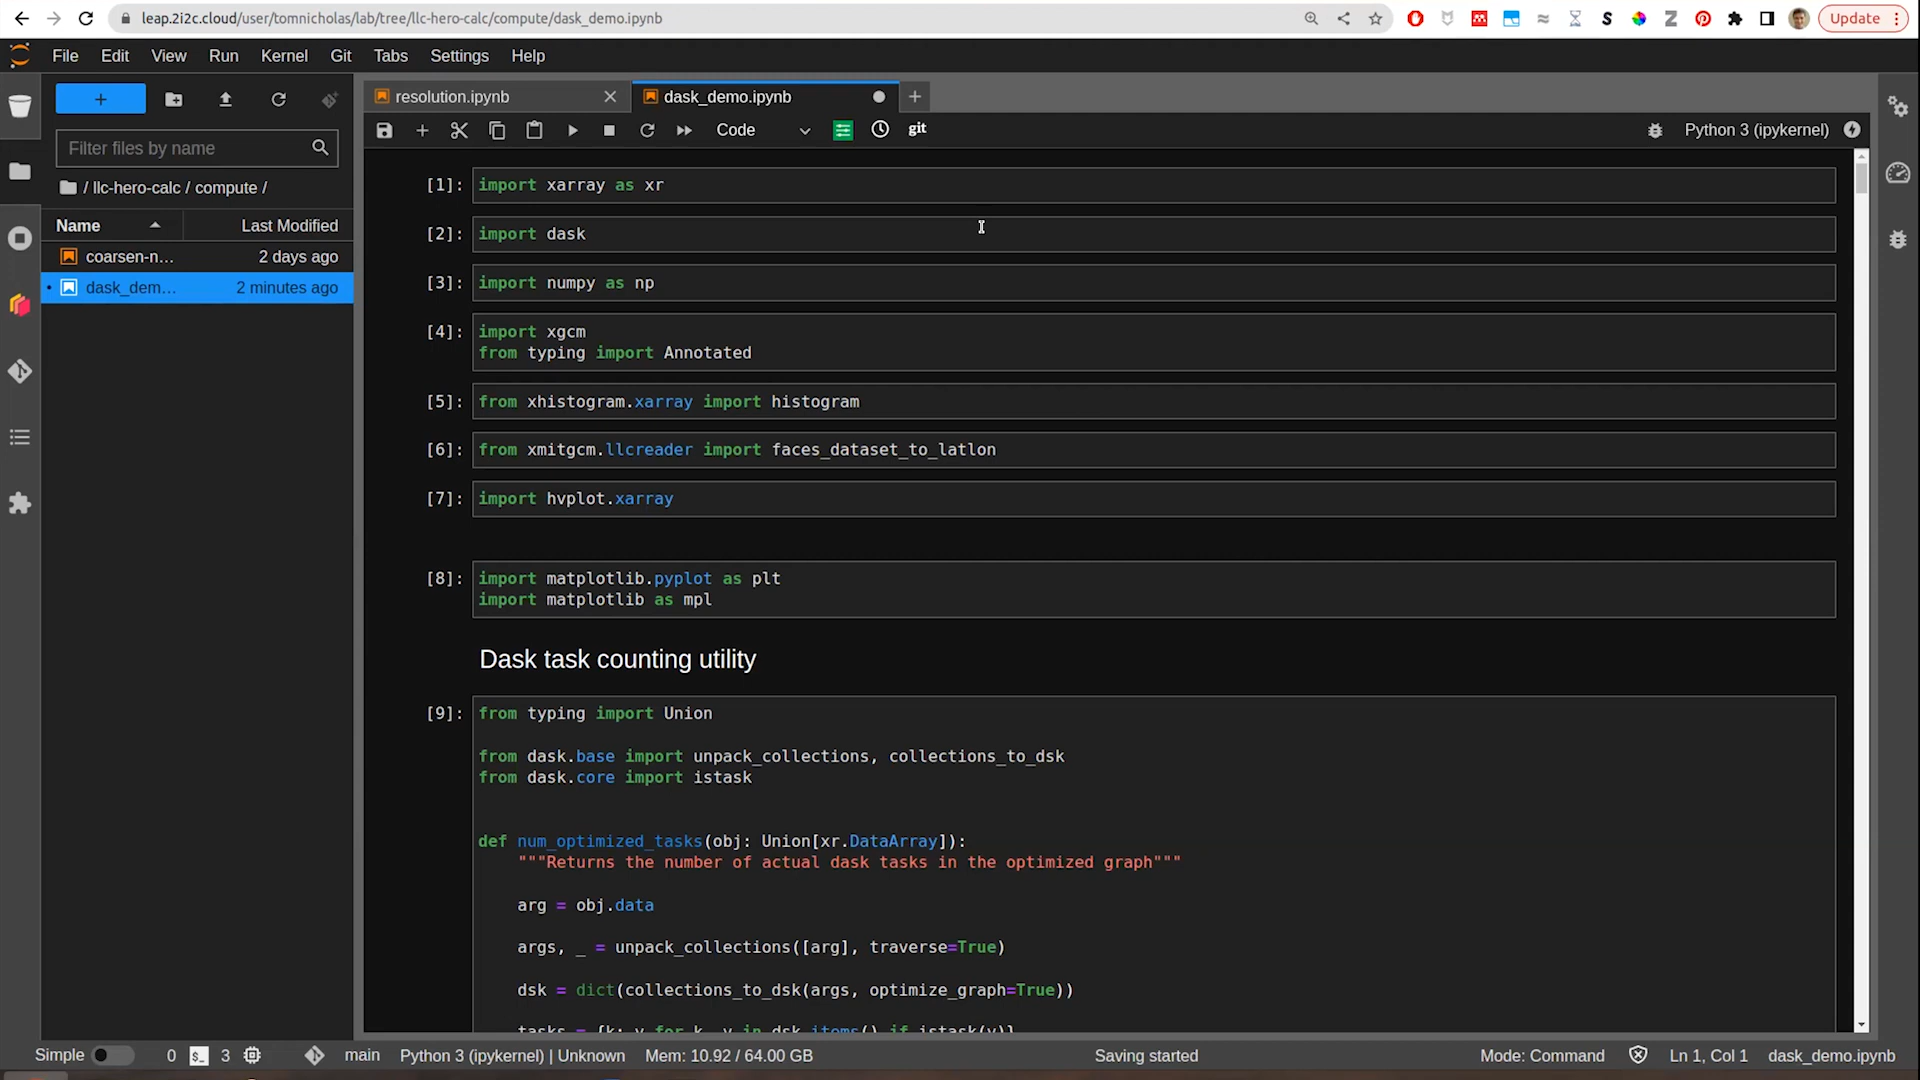 leap.2i2c.cloud/user/tomnicholas/lab/tree/llc-hero-calc/compute/dask_demo.ipynb
Update
File Edit View Run Kernel Git Tabs Settings Help
resolution.ipynb
dask_demo.ipynb
Code
git
Python 3 (ipykernel)
Filter files by name
/ llc-hero-calc / compute /
Name Last Modified
coarsen-n... 2 days ago
dask_dem... 2 minutes ago
[1]: import xarray as xr
[2]: import dask
[3]: import numpy as np
[4]: import xgcm
from typing import Annotated
[5]: from xhistogram.xarray import histogram
[6]: from xmitgcm.llcreader import faces_dataset_to_latlon
[7]: import hvplot.xarray
[8]: import matplotlib.pyplot as plt
import matplotlib as mpl
Dask task counting utility
[9]: from typing import Union
from dask.base import unpack_collections, collections_to_dsk
from dask.core import istask
def num_optimized_tasks(obj: Union[xr.DataArray]):
"""Returns the number of actual dask tasks in the optimized graph"""
arg = obj.data
args, _ = unpack_collections([arg], traverse=True)
dsk = dict(collections_to_dsk(args, optimize_graph=True))
tasks = {k: v for k, v in dsk.items() if istask(v)}
Simple 0 3 main Python 3 (ipykernel) | Unknown Mem: 10.92 / 64.00 GB Saving started Mode: Command Ln 1, Col 1 dask_demo.ipynb